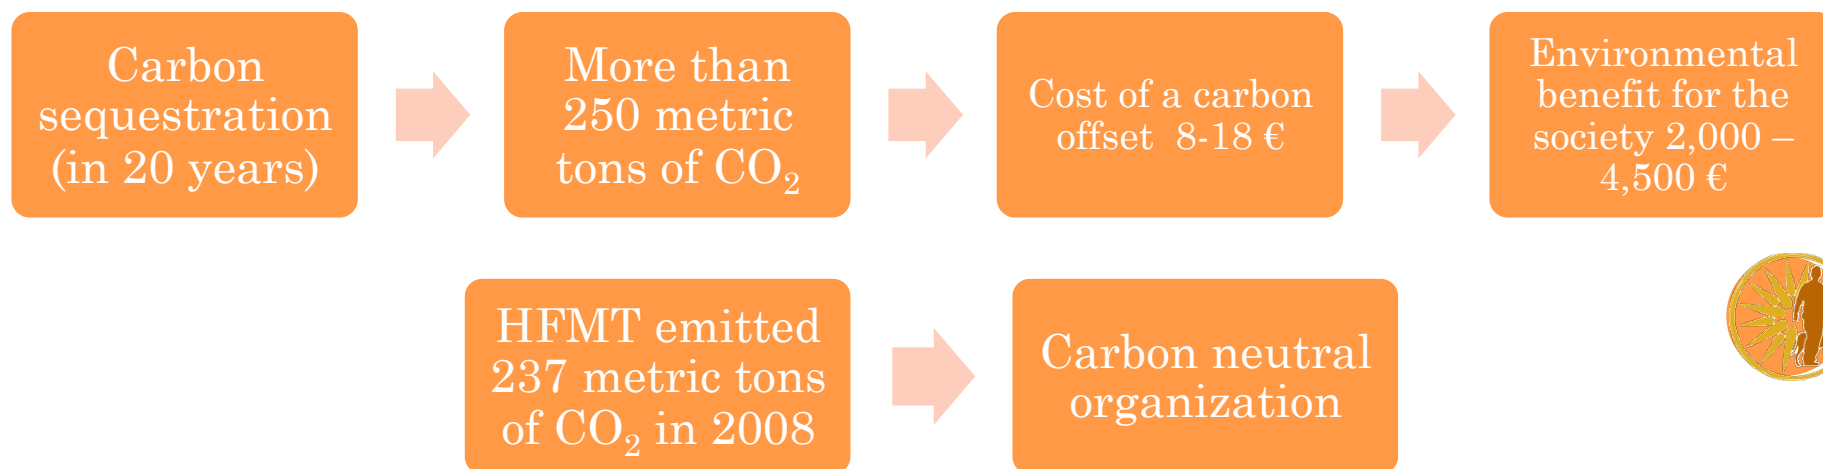 Carbon
sequestration
(in 20 years)
More than
250 metric
tons of CO₂
Cost of a carbon
offset  8-18 €
Environmental
benefit for the
society 2,000 –
4,500 €
HFMT emitted
237 metric tons
of CO₂ in 2008
Carbon neutral
organization